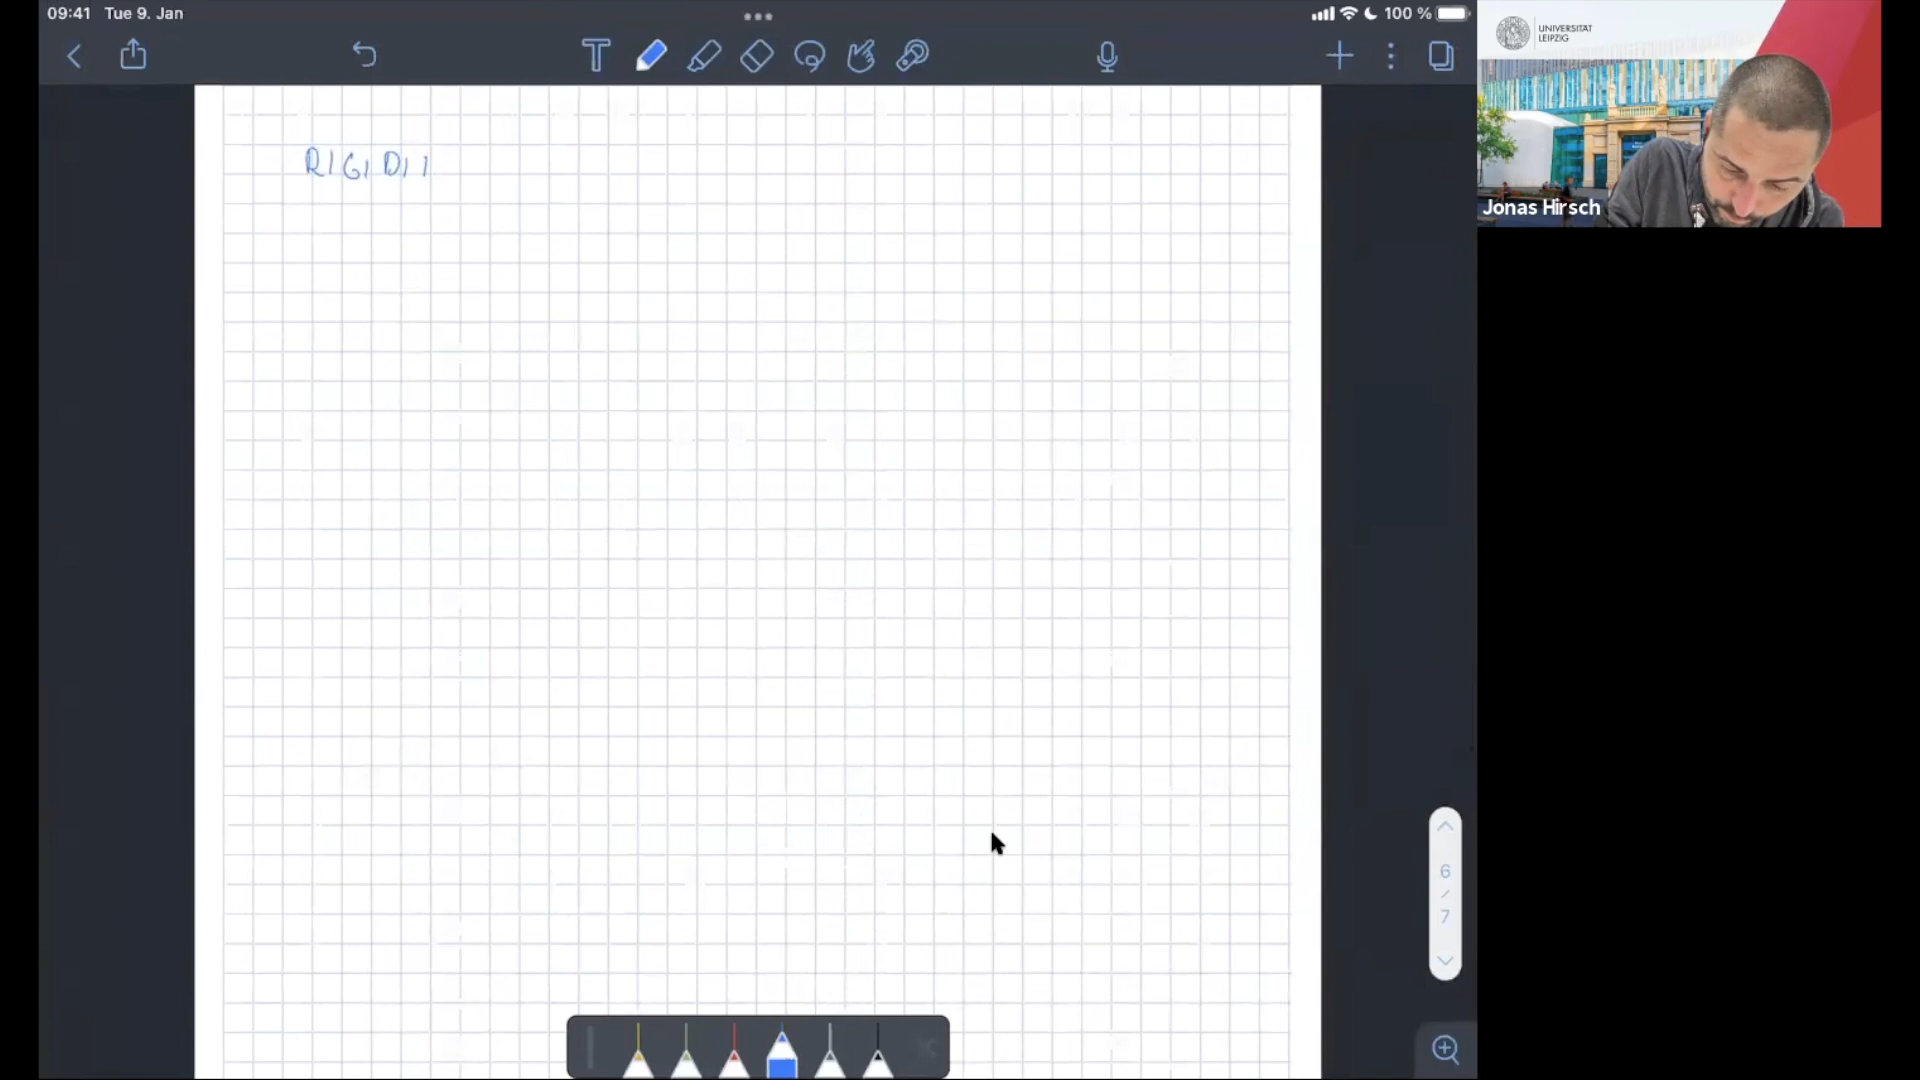 09:41 Tue 9. Jan
100 %
RIGIDI
UNIVERSITÄT
LEIPZIG
Jonas Hirsch
6
/
7